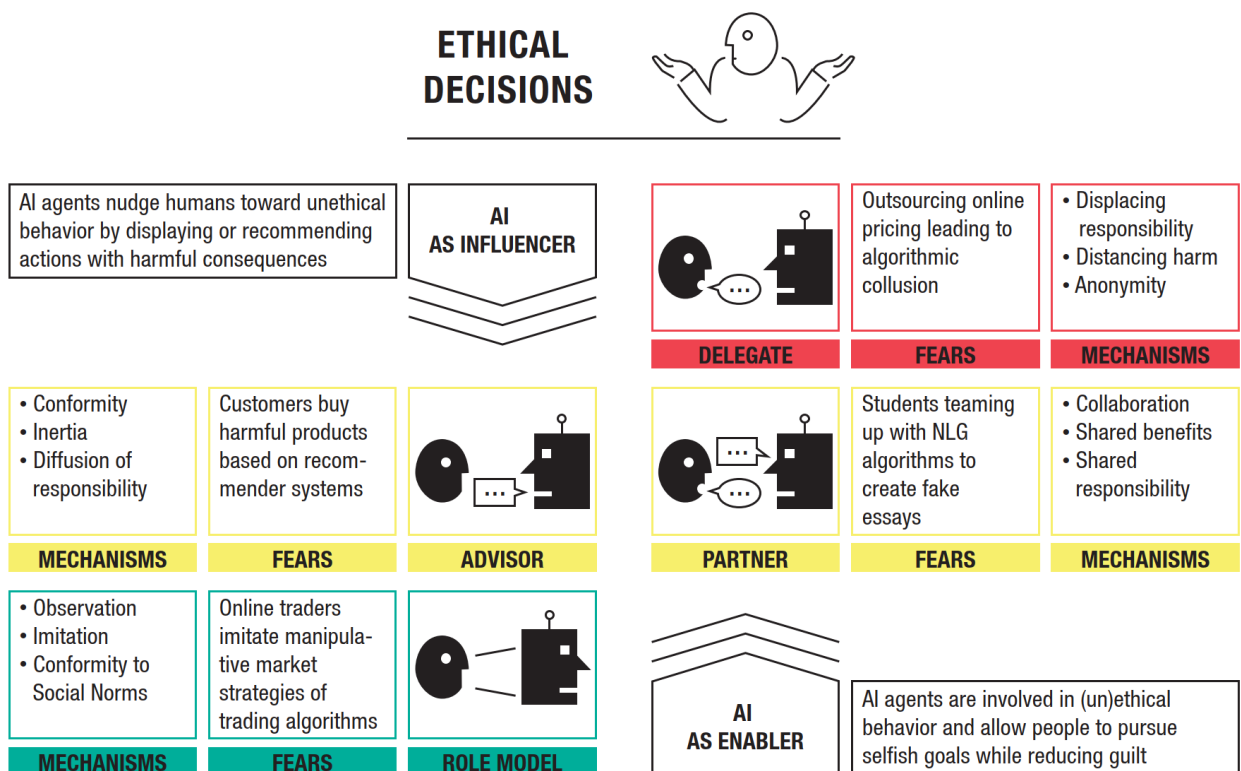 ETHICAL
DECISIONS
AI agents nudge humans toward unethical
behavior by displaying or recommending
actions with harmful consequences
AI
AS INFLUENCER
...
DELEGATE
Outsourcing online
pricing leading to
algorithmic
collusion
FEARS
• Displacing
responsibility
• Distancing harm
• Anonymity
MECHANISMS
• Conformity
• Inertia
• Diffusion of
responsibility
MECHANISMS
Customers buy
harmful products
based on recom-
mender systems
FEARS
...
ADVISOR
...
...
PARTNER
Students teaming
up with NLG
algorithms to
create fake
essays
FEARS
• Collaboration
• Shared benefits
• Shared
responsibility
MECHANISMS
• Observation
• Imitation
• Conformity to
Social Norms
MECHANISMS
Online traders
imitate manipula-
tive market
strategies of
trading algorithms
FEARS
ROLE MODEL
AI
AS ENABLER
AI agents are involved in (un)ethical
behavior and allow people to pursue
selfish goals while reducing guilt